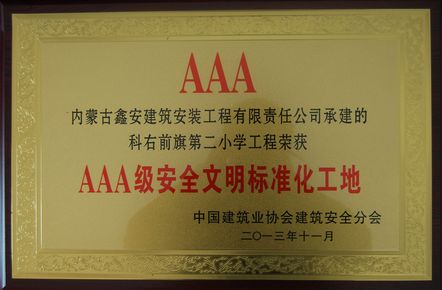 AAA
内蒙古鑫安建筑安装工程有限责任公司承建的
科右前旗第二小学工程荣获
AAA级安全文明标准化工地
中国建筑业协会建筑安全分会
二〇一三年十一月